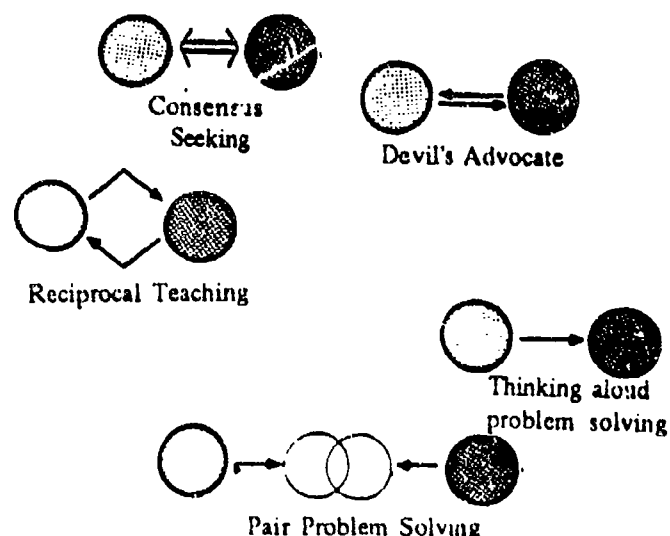 Consensus
Seeking
Devil's Advocate
Reciprocal Teaching
Thinking aloud
problem solving
Pair Problem Solving